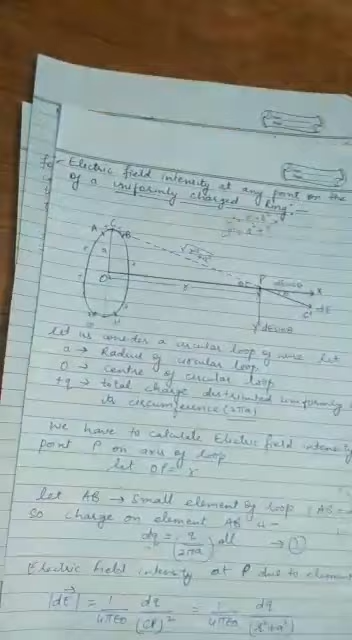 Electric field intensity at any point on the
of a uniformly charged Ring:-
A C B
a
O
x
P
X
dE
Y dE
let us consider a circular loop of wire let
a → Radius of circular loop.
O → Centre of circular loop
+q → total charge distributed uniformly
its circumference (2πa)
We have to calculate Electric field intensity
point P on axis of loop
let OP = x
let AB → Small element of loop (AB =
So charge on element AB is -
dq = (q/2πa) dl → ①
Electric field intensity at P due to element
|dE⃗| = 1/4πε0 dq/(CP)² = 1/4πε0 dq/(x²+a²)